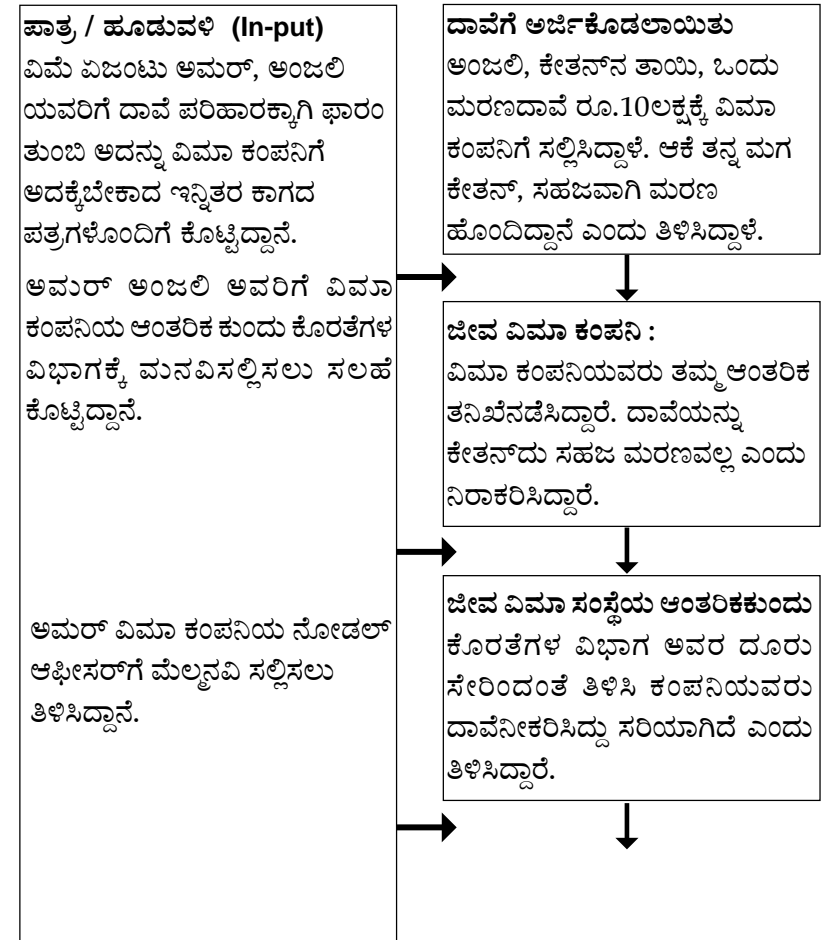 ಪಾತ್ರ / ಹೂಡುವಳಿ (In-put)
ವಿಮೆ ಏಜಂಟು ಅಮರ್, ಅಂಜಲಿ
ಯವರಿಗೆ ದಾವೆ ಪರಿಹಾರಕ್ಕಾಗಿ ಫಾರಂ
ತುಂಬಿ ಅದನ್ನು ವಿಮಾ ಕಂಪನಿಗೆ
ಅದಕ್ಕೆಬೇಕಾದ ಇನ್ನಿತರ ಕಾಗದ
ಪತ್ರಗಳೊಂದಿಗೆ ಕೊಟ್ಟಿದ್ದಾನೆ.
ಅಮರ್ ಅಂಜಲಿ ಅವರಿಗೆ ವಿಮಾ
ಕಂಪನಿಯ ಆಂತರಿಕ ಕುಂದು ಕೊರತೆಗಳ
ವಿಭಾಗಕ್ಕೆ ಮನವಿಸಲ್ಲಿಸಲು ಸಲಹೆ
ಕೊಟ್ಟಿದ್ದಾನೆ.
ಅಮರ್ ವಿಮಾ ಕಂಪನಿಯ ನೋಡಲ್
ಆಫೀಸರ್‌ಗೆ ಮೆಲ್ಮನವಿ ಸಲ್ಲಿಸಲು
ತಿಳಿಸಿದ್ದಾನೆ.
ದಾವೆಗೆ ಅರ್ಜಿಕೊಡಲಾಯಿತು
ಅಂಜಲಿ, ಕೇತನ್‌ನ ತಾಯಿ, ಒಂದು
ಮರಣದಾವೆ ರೂ.10ಲಕ್ಷಕ್ಕೆ ವಿಮಾ
ಕಂಪನಿಗೆ ಸಲ್ಲಿಸಿದ್ದಾಳೆ. ಆಕೆ ತನ್ನ ಮಗ
ಕೇತನ್, ಸಹಜವಾಗಿ ಮರಣ
ಹೊಂದಿದ್ದಾನೆ ಎಂದು ತಿಳಿಸಿದ್ದಾಳೆ.
ಜೀವ ವಿಮಾ ಕಂಪನಿ :
ವಿಮಾ ಕಂಪನಿಯವರು ತಮ್ಮ ಆಂತರಿಕ
ತನಿಖೆನಡೆಸಿದ್ದಾರೆ. ದಾವೆಯನ್ನು
ಕೇತನ್‌ದು ಸಹಜ ಮರಣವಲ್ಲ ಎಂದು
ನಿರಾಕರಿಸಿದ್ದಾರೆ.
ಜೀವ ವಿಮಾ ಸಂಸ್ಥೆಯ ಆಂತರಿಕಕುಂದು
ಕೊರತೆಗಳ ವಿಭಾಗ ಅವರ ದೂರು
ಸೇರಿಂದಂತೆ ತಿಳಿಸಿ ಕಂಪನಿಯವರು
ದಾವೆನೀಕರಿಸಿದ್ದು ಸರಿಯಾಗಿದೆ ಎಂದು
ತಿಳಿಸಿದ್ದಾರೆ.